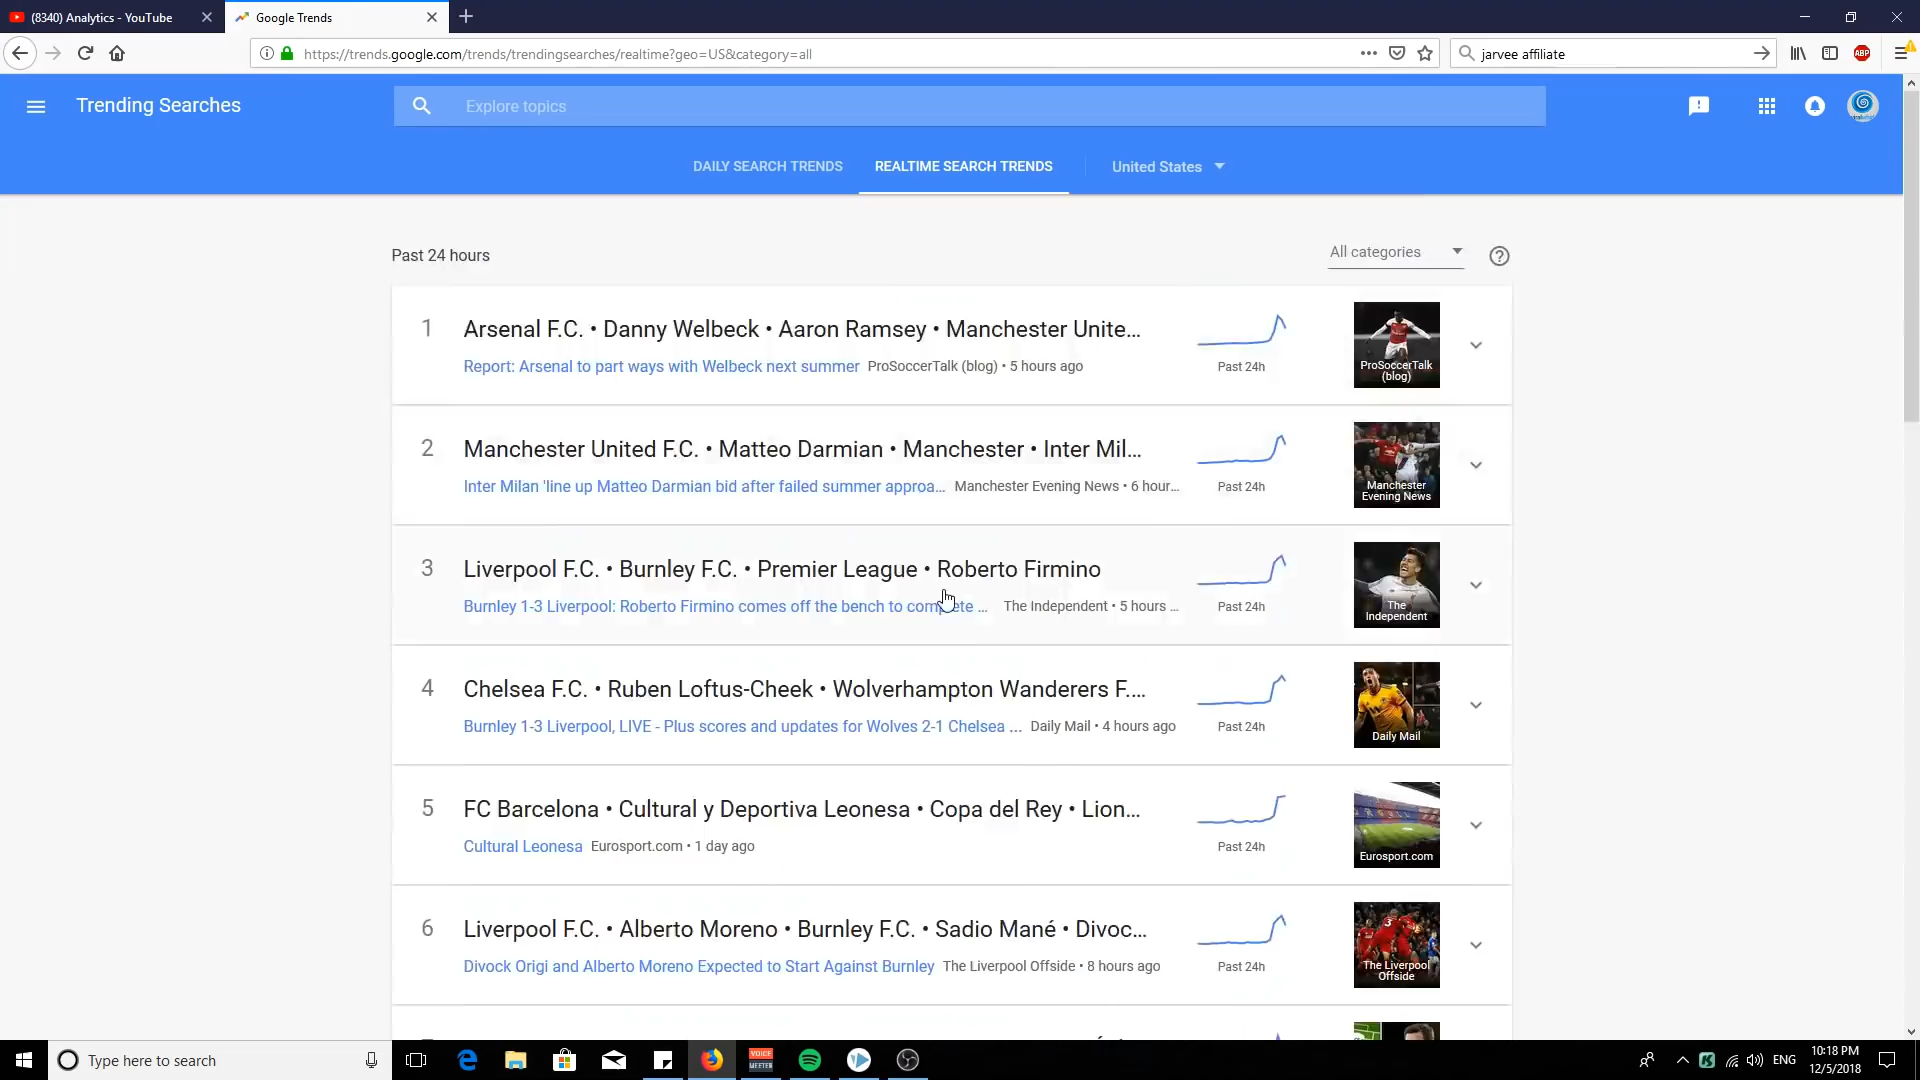 (8340) Analytics - YouTube
Google Trends
https://trends.google.com/trends/trendingsearches/realtime?geo=US&category=all
jarvee affiliate
ABP
Trending Searches
Explore topics
DAILY SEARCH TRENDS
REALTIME SEARCH TRENDS
United States
Past 24 hours
All categories
1
Arsenal F.C. • Danny Welbeck • Aaron Ramsey • Manchester Unite...
Report: Arsenal to part ways with Welbeck next summer ProSoccerTalk (blog) • 5 hours ago
Past 24h
ProSoccerTalk
(blog)
2
Manchester United F.C. • Matteo Darmian • Manchester • Inter Mil...
Inter Milan 'line up Matteo Darmian bid after failed summer approa... Manchester Evening News • 6 hour...
Past 24h
Manchester
Evening News
3
Liverpool F.C. • Burnley F.C. • Premier League • Roberto Firmino
Burnley 1-3 Liverpool: Roberto Firmino comes off the bench to complete ... The Independent • 5 hours ...
Past 24h
The
Independent
4
Chelsea F.C. • Ruben Loftus-Cheek • Wolverhampton Wanderers F....
Burnley 1-3 Liverpool, LIVE - Plus scores and updates for Wolves 2-1 Chelsea ... Daily Mail • 4 hours ago
Past 24h
Daily Mail
5
FC Barcelona • Cultural y Deportiva Leonesa • Copa del Rey • Lion...
Cultural Leonesa Eurosport.com • 1 day ago
Past 24h
Eurosport.com
6
Liverpool F.C. • Alberto Moreno • Burnley F.C. • Sadio Mané • Divoc...
Divock Origi and Alberto Moreno Expected to Start Against Burnley The Liverpool Offside • 8 hours ago
Past 24h
The Liverpool
Offside
Type here to search
VOICE
MEETER
ENG
10:18 PM
12/5/2018